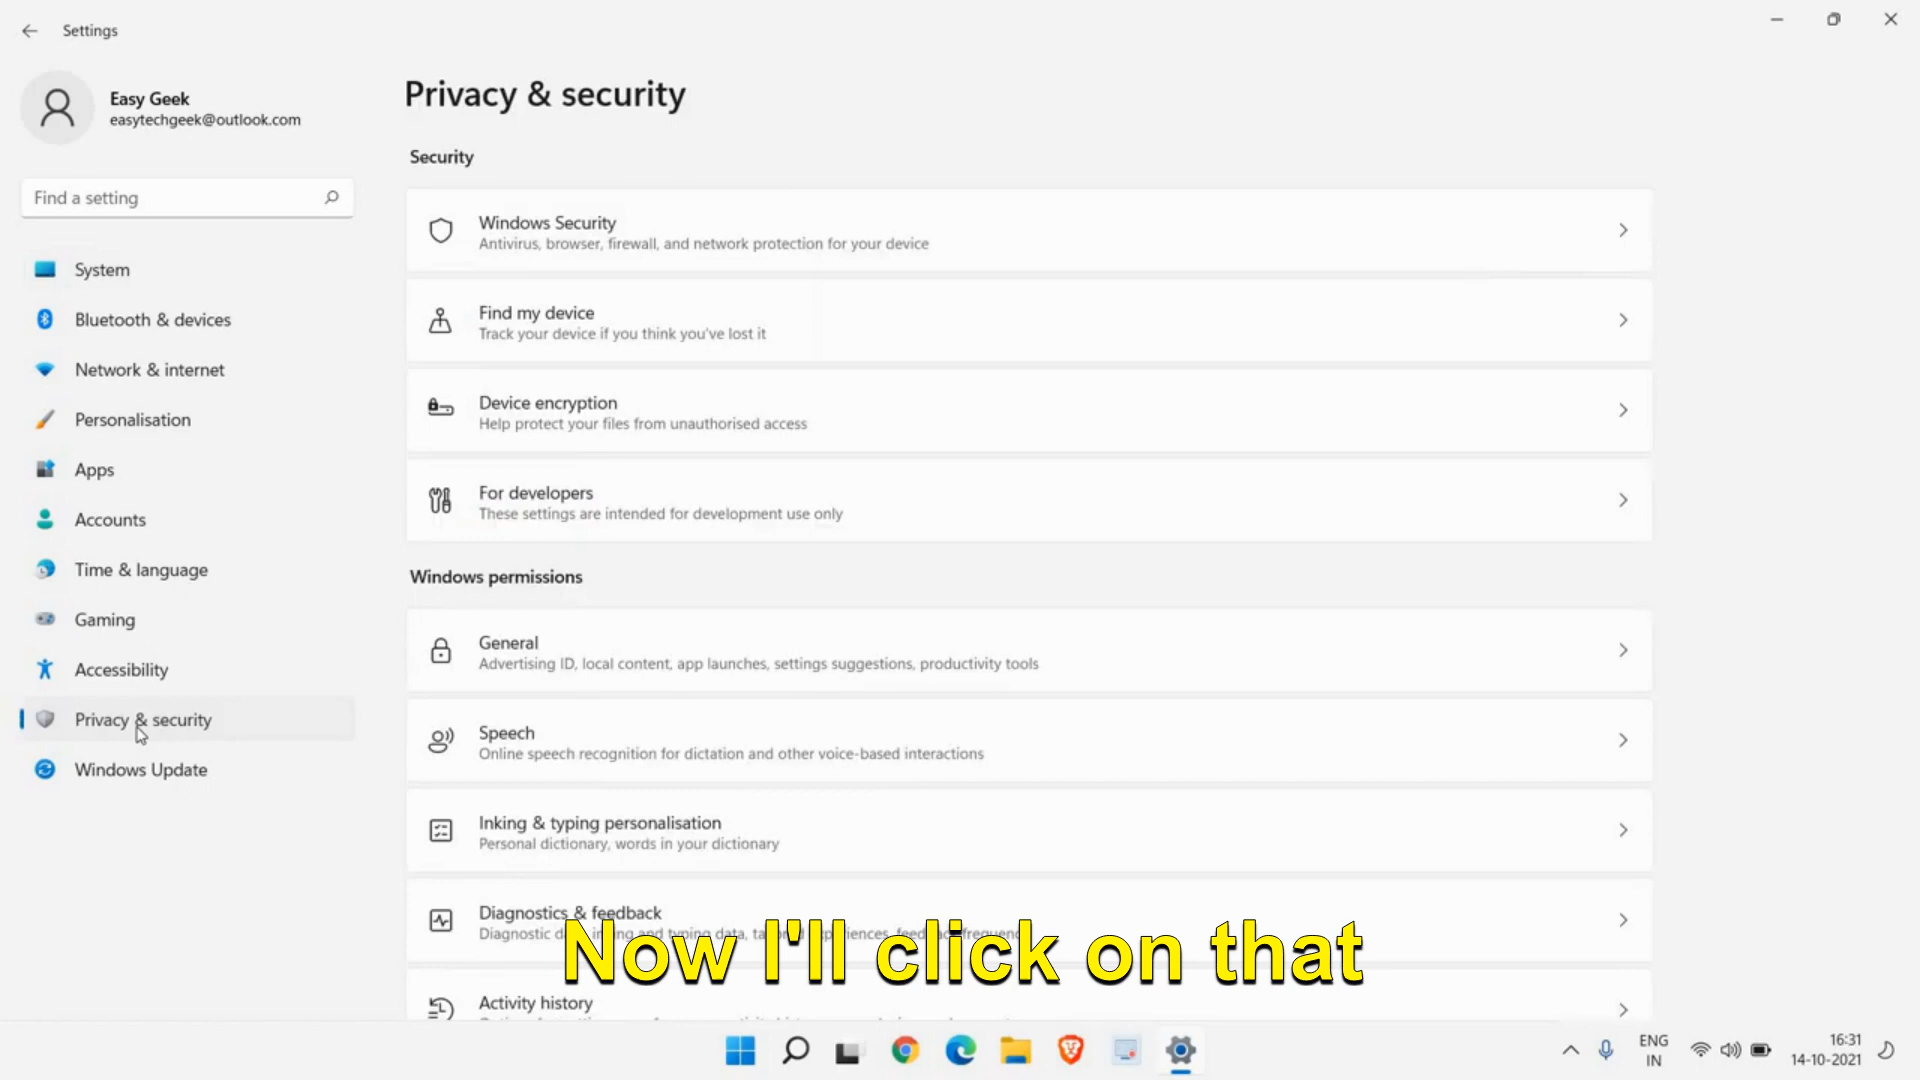 Settings
Easy Geek
easytechgeek@outlook.com
Find a setting
System
Bluetooth & devices
Network & internet
Personalisation
Apps
Accounts
Time & language
Gaming
Accessibility
Privacy & security
Windows Update
Privacy & security
Security
Windows Security
Antivirus, browser, firewall, and network protection for your device
Find my device
Track your device if you think you've lost it
Device encryption
Help protect your files from unauthorised access
For developers
These settings are intended for development use only
Windows permissions
General
Advertising ID, local content, app launches, settings suggestions, productivity tools
Speech
Online speech recognition for dictation and other voice-based interactions
Inking & typing personalisation
Personal dictionary, words in your dictionary
Diagnostics & feedback
Diagnostic and typing data,
Now I'll click on that
Activity history
ENG
IN
16:31
14-10-2021